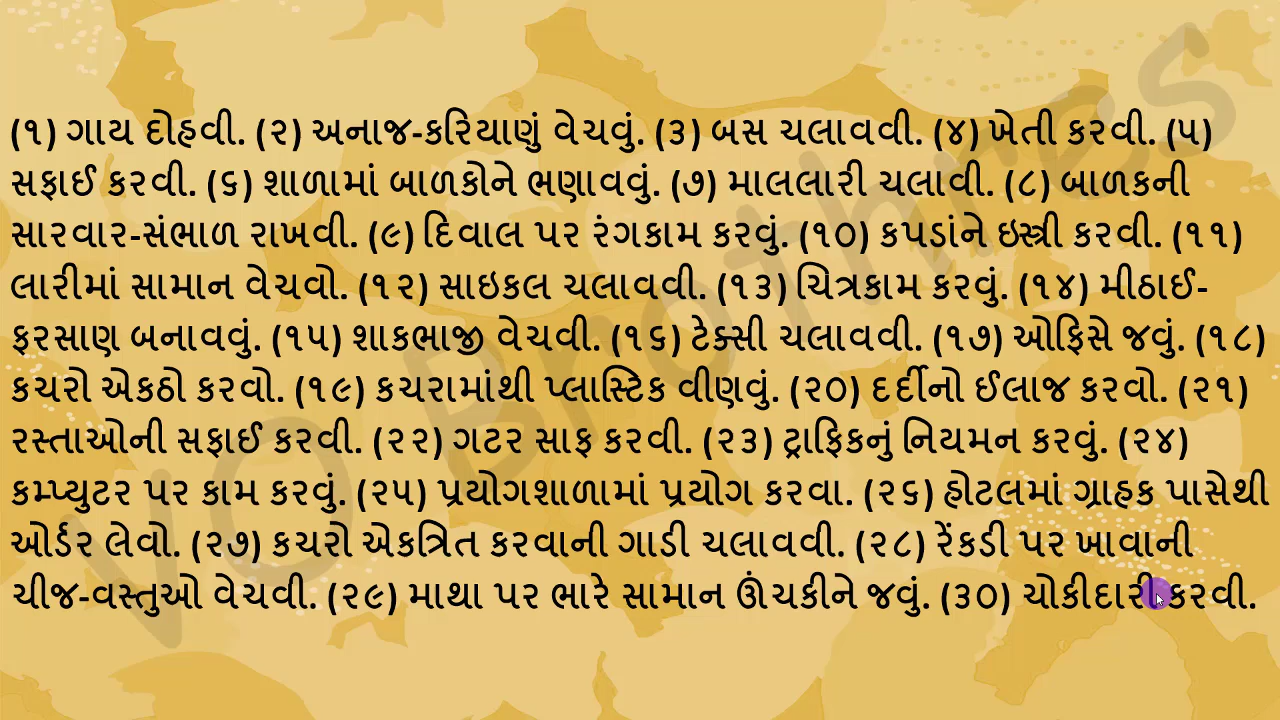 (૧) ગાય દોહવી. (૨) અનાજ-કરિયાણું વેચવું. (૩) બસ ચલાવવી. (૪) ખેતી કરવી. (૫)
સફાઈ કરવી. (૬) શાળામાં બાળકોને ભણાવવું. (૭) માલલારી ચલાવી. (૮) બાળકની
સારવાર-સંભાળ રાખવી. (૯) દિવાલ પર રંગકામ કરવું. (૧૦) કપડાંને ઇસ્ત્રી કરવી. (૧૧)
લારીમાં સામાન વેચવો. (૧૨) સાઇકલ ચલાવવી. (૧૩) ચિત્રકામ કરવું. (૧૪) મીઠાઈ-
ફરસાણ બનાવવું. (૧૫) શાકભાજી વેચવી. (૧૬) ટેક્સી ચલાવવી. (૧૭) ઓફિસે જવું. (૧૮)
કચરો એકઠો કરવો. (૧૯) કચરામાંથી પ્લાસ્ટિક વીણવું. (૨૦) દર્દીનો ઈલાજ કરવો. (૨૧)
રસ્તાઓની સફાઈ કરવી. (૨૨) ગટર સાફ કરવી. (૨૩) ટ્રાફિકનું નિયમન કરવું. (૨૪)
કમ્પ્યુટર પર કામ કરવું. (૨૫) પ્રયોગશાળામાં પ્રયોગ કરવા. (૨૬) હોટલમાં ગ્રાહક પાસેથી
ઓર્ડર લેવો. (૨૭) કચરો એકત્રિત કરવાની ગાડી ચલાવવી. (૨૮) રેંકડી પર ખાવાની
ચીજ-વસ્તુઓ વેચવી. (૨૯) માથા પર ભારે સામાન ઊંચકીને જવું. (૩૦) ચોકીદારી કરવી.
VO Brothres